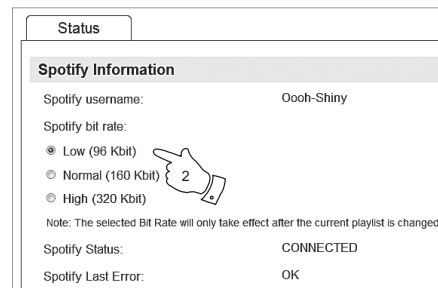 Status
Spotify Information
Spotify username: Oooh-Shiny
Spotify bit rate:
Low (96 Kbit)
Normal (160 Kbit) 2
High (320 Kbit)
Note: The selected Bit Rate will only take effect after the current playlist is changed
Spotify Status: CONNECTED
Spotify Last Error: OK